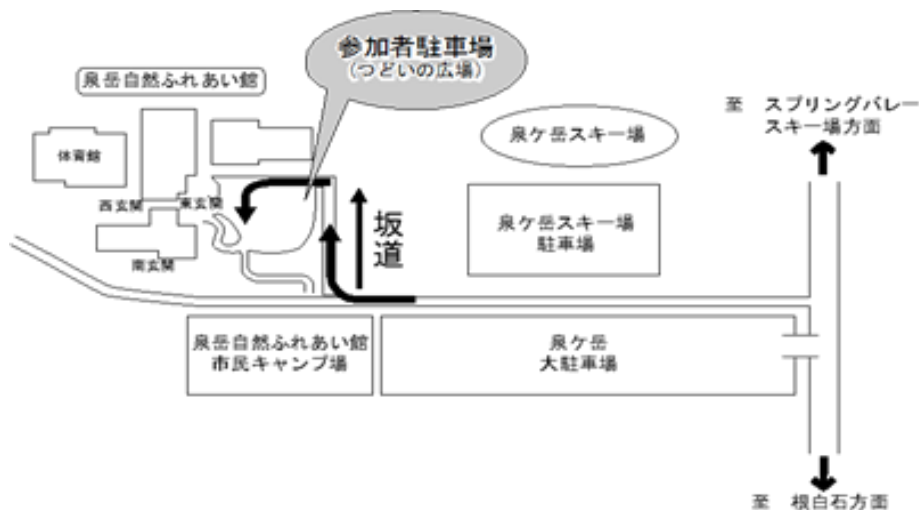 参加者駐車場
(つどいの広場)
泉岳自然ふれあい館
至 スプリングバレー
スキー場方面
泉ケ岳スキー場
体育館
西玄関
東玄関
坂道
泉ケ岳スキー場
駐車場
南玄関
泉岳自然ふれあい館
市民キャンプ場
泉ケ岳
大駐車場
至 根白石方面